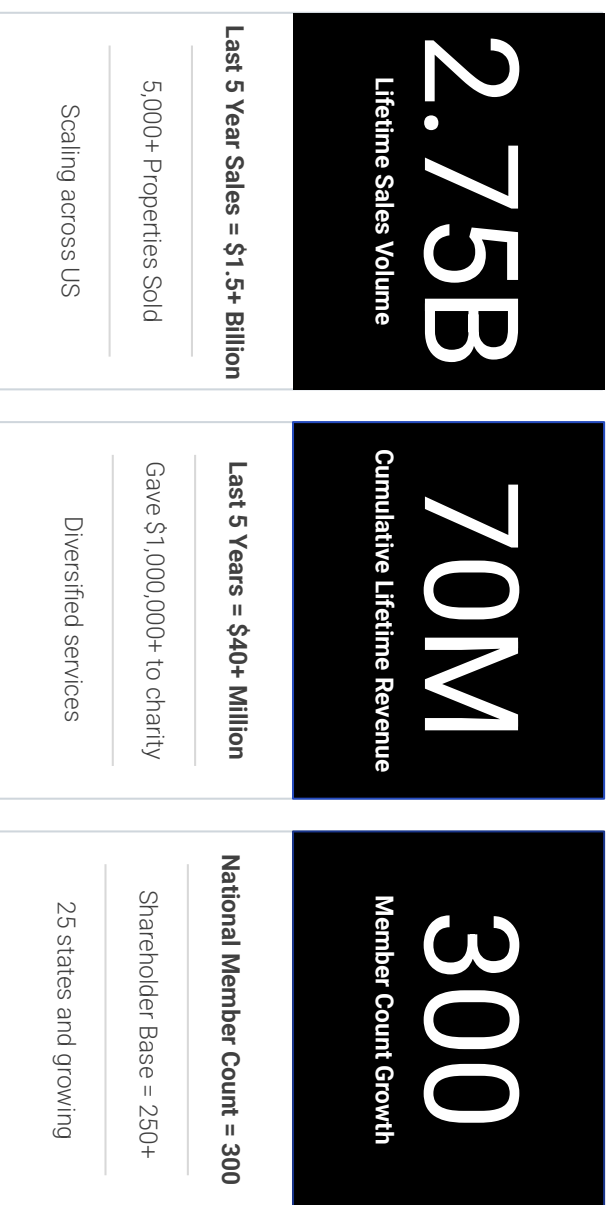 2.75B
Lifetime Sales Volume
Last 5 Year Sales = $1.5+ Billion
5,000+ Properties Sold
Scaling across US
70M
Cumulative Lifetime Revenue
Last 5 Years = $40+ Million
Gave $1,000,000+ to charity
Diversified services
300
Member Count Growth
National Member Count = 300
Shareholder Base = 250+
25 states and growing